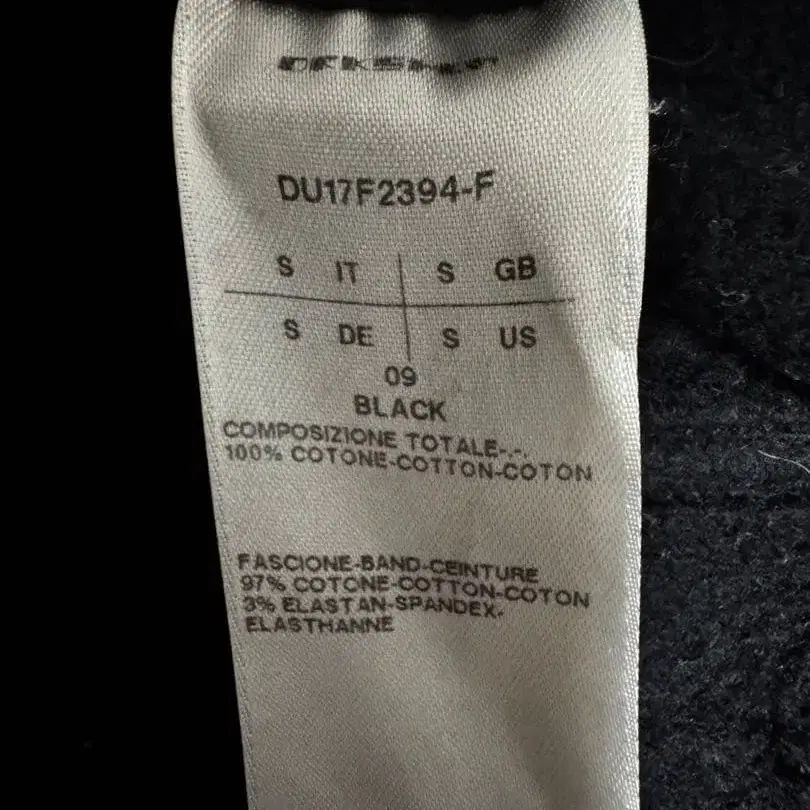 DU17F2394-F
S IT S GB
S DE S US
09
BLACK
COMPOSIZIONE TOTALE-.-.
100% COTONE-COTTON-COTON
FASCIONE-BAND-CEINTURE
97% COTONE-COTTON-COTON
3% ELASTAN-SPANDEX-
ELASTHANNE